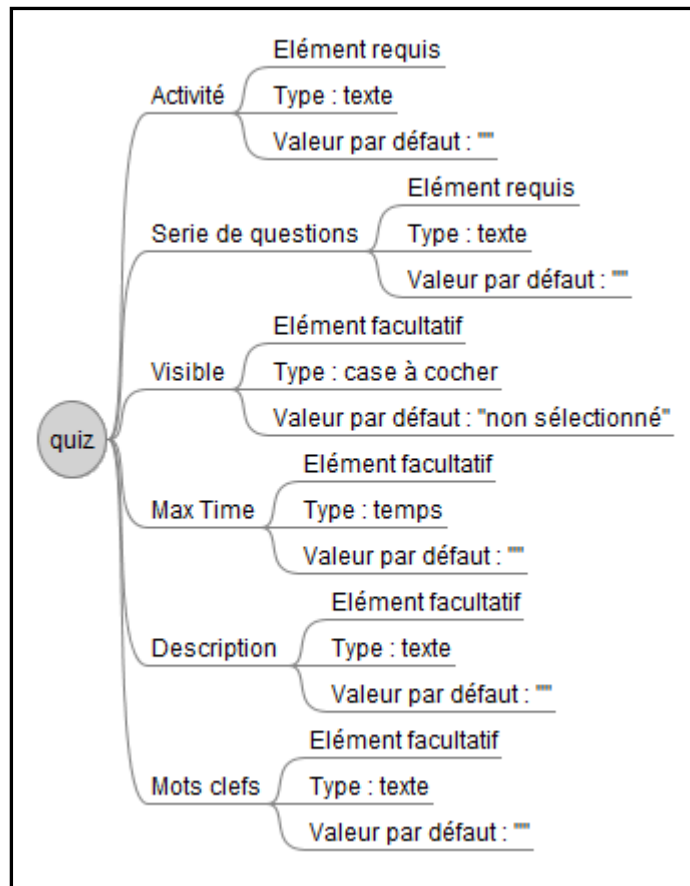 quiz
Activité
Elément requis
Type : texte
Valeur par défaut : ""
Serie de questions
Elément requis
Type : texte
Valeur par défaut : ""
Visible
Elément facultatif
Type : case à cocher
Valeur par défaut : "non sélectionné"
Max Time
Elément facultatif
Type : temps
Valeur par défaut : ""
Description
Elément facultatif
Type : texte
Valeur par défaut : ""
Mots clefs
Elément facultatif
Type : texte
Valeur par défaut : ""